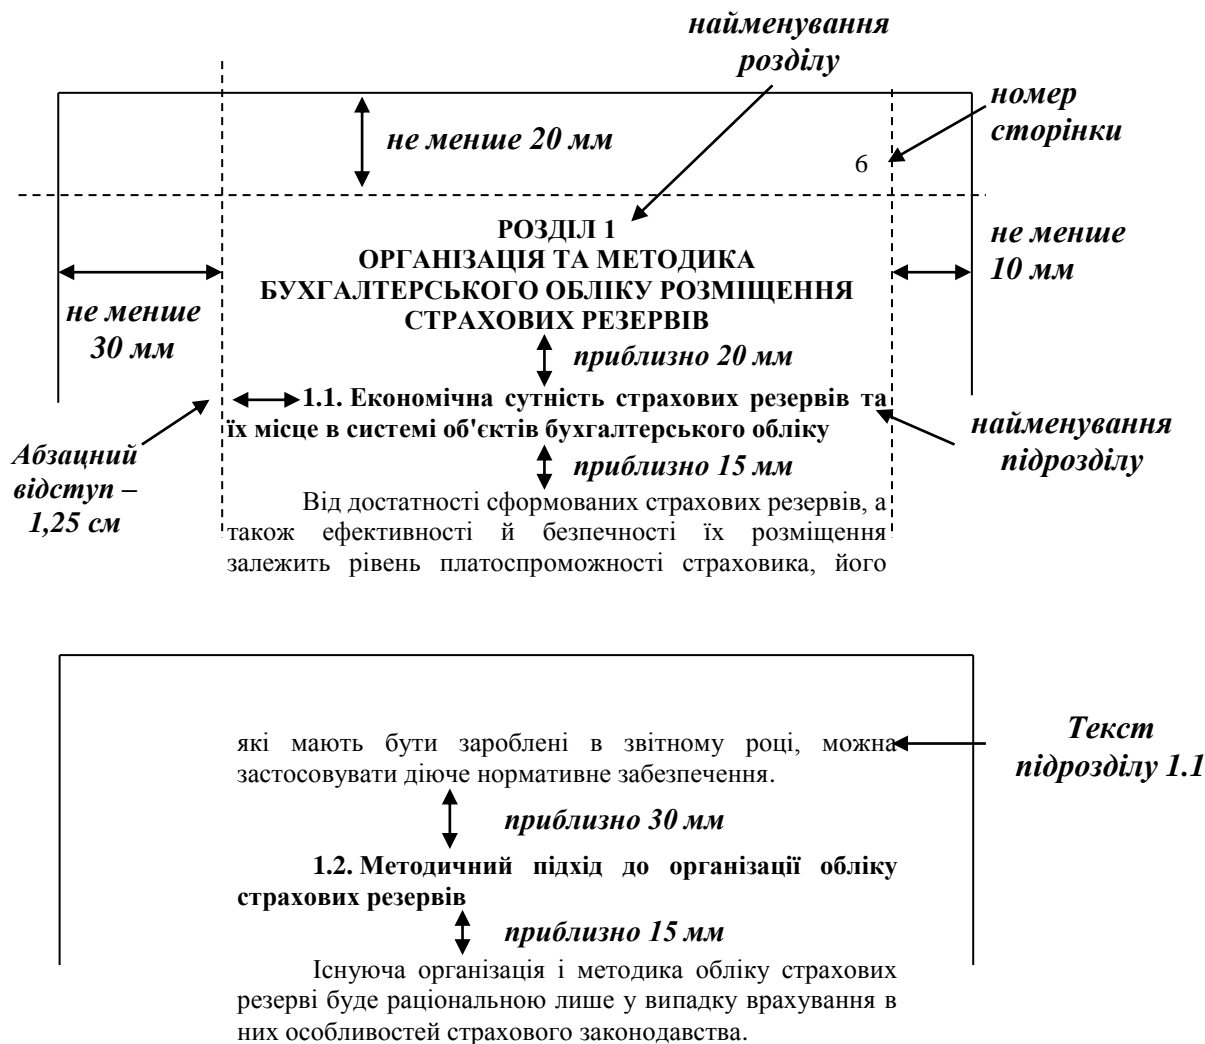 найменування
розділу
номер
сторінки
не менше 20 мм
6
РОЗДІЛ 1
ОРГАНІЗАЦІЯ ТА МЕТОДИКА
БУХГАЛТЕРСЬКОГО ОБЛІКУ РОЗМІЩЕННЯ
СТРАХОВИХ РЕЗЕРВІВ
не менше
10 мм
не менше
30 мм
приблизно 20 мм
1.1. Економічна сутність страхових резервів та
їх місце в системі об'єктів бухгалтерського обліку
найменування
підрозділу
Абзацний
відступ –
1,25 см
приблизно 15 мм
Від достатності сформованих страхових резервів, а
також ефективності й безпечності їх розміщення
залежить рівень платоспроможності страховика, його
які мають бути зароблені в звітному році, можна
застосовувати діюче нормативне забезпечення.
Текст
підрозділу 1.1
приблизно 30 мм
1.2. Методичний підхід до організації обліку
страхових резервів
приблизно 15 мм
Існуюча організація і методика обліку страхових
резерві буде раціональною лише у випадку врахування в
них особливостей страхового законодавства.